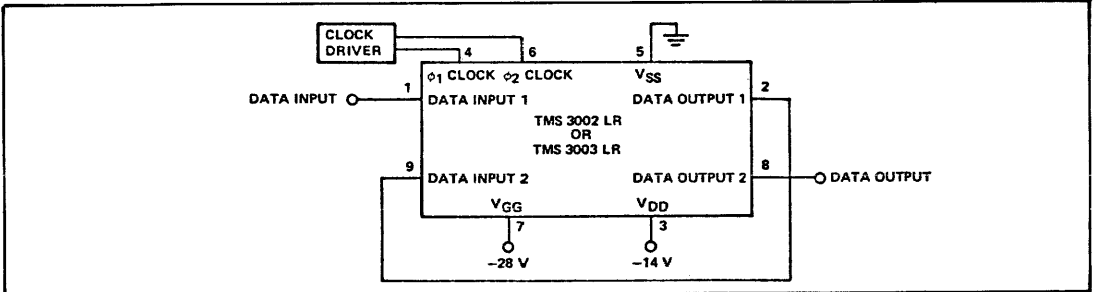 CLOCK
DRIVER
4
6
5
ϕ1 CLOCK ϕ2 CLOCK
VSS
1
2
DATA INPUT
DATA INPUT 1
DATA OUTPUT 1
TMS 3002 LR
OR
TMS 3003 LR
9
8
DATA INPUT 2
DATA OUTPUT 2
DATA OUTPUT
VGG
VDD
7
3
−28 V
−14 V